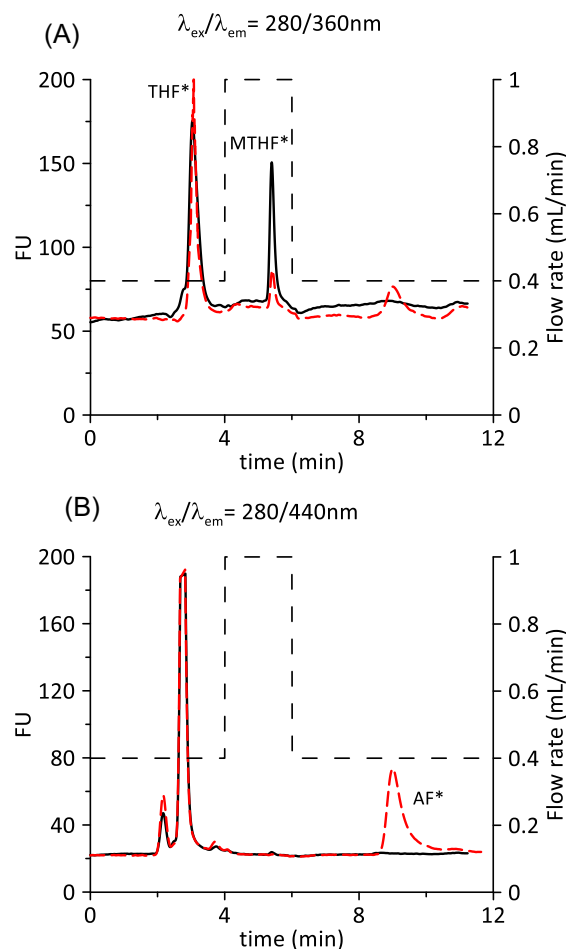 (A)
λex/λem= 280/360nm
THF*
MTHF*
200
150
100
50
0
FU
1
0.8
0.6
0.4
0.2
0
Flow rate (mL/min)
0 4 8 12
time (min)
(B)
λex/λem= 280/440nm
AF*
200
160
120
80
40
0
FU
1
0.8
0.6
0.4
0.2
0
Flow rate (mL/min)
0 4 8 12
time (min)